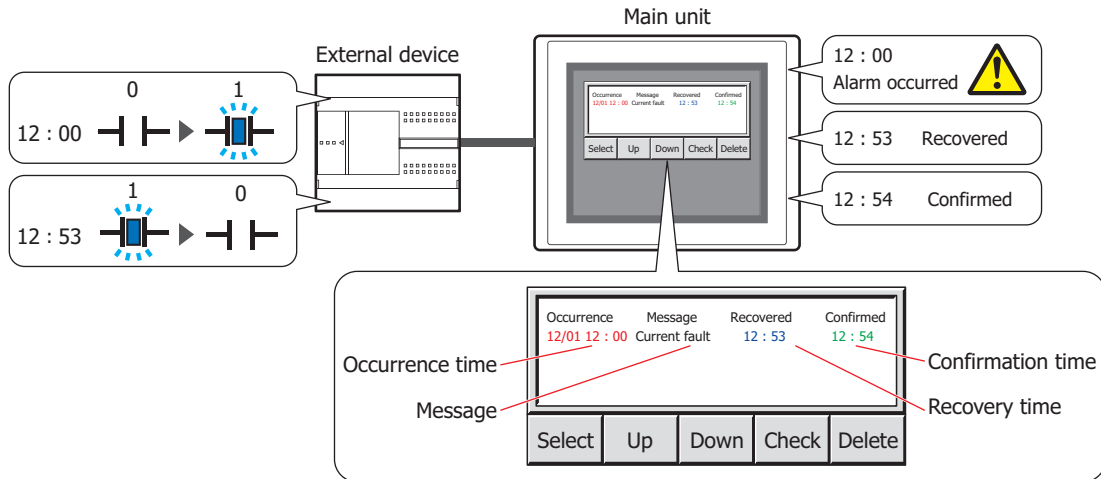 Main unit
External device
0 1
12 : 00
1 0
12 : 53
Occurrence Message Recovered Confirmed
12/01 12 : 00 Current fault 12 : 53 12 : 54
Select Up Down Check Delete
12 : 00
Alarm occurred
12 : 53 Recovered
12 : 54 Confirmed
Occurrence Message Recovered Confirmed
12/01 12 : 00 Current fault 12 : 53 12 : 54
Occurrence time
Message
Confirmation time
Recovery time
Select Up Down Check Delete